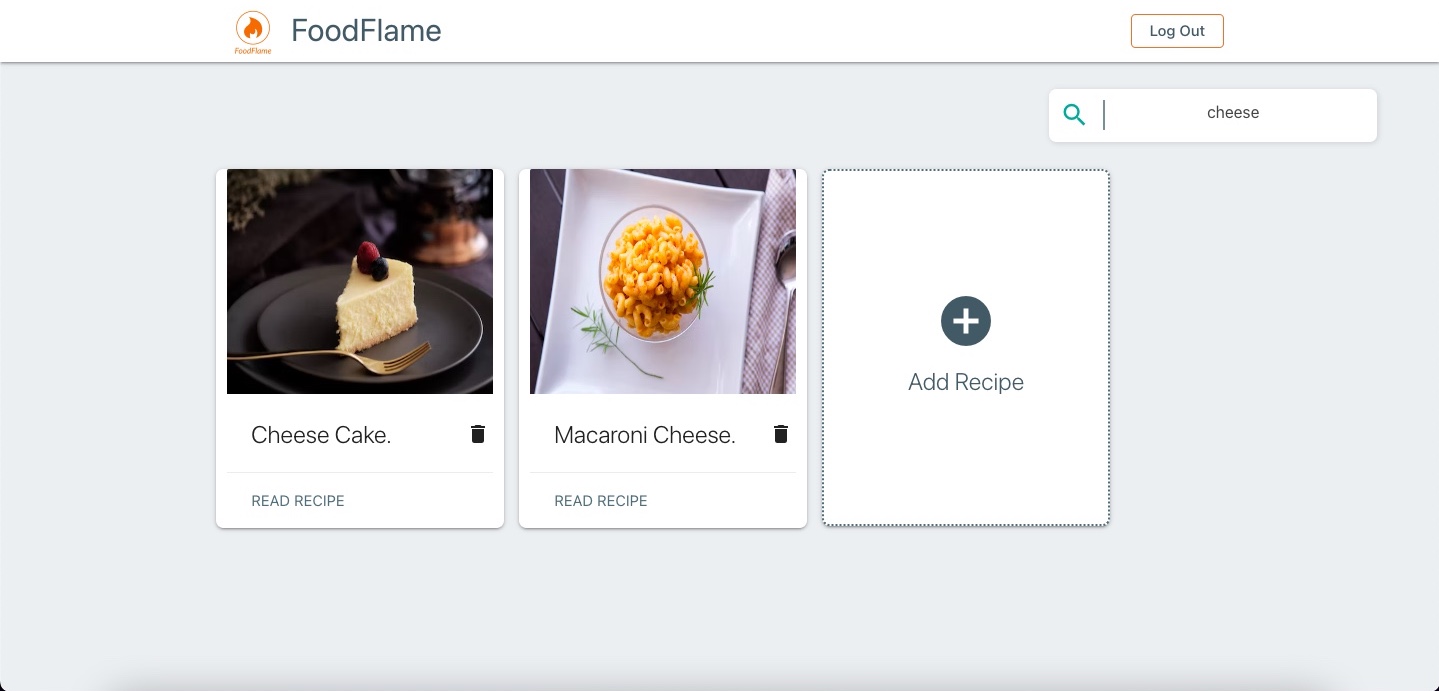 FoodFlame
FoodFlame
Log Out
cheese
Cheese Cake.
READ RECIPE
Macaroni Cheese.
READ RECIPE
Add Recipe